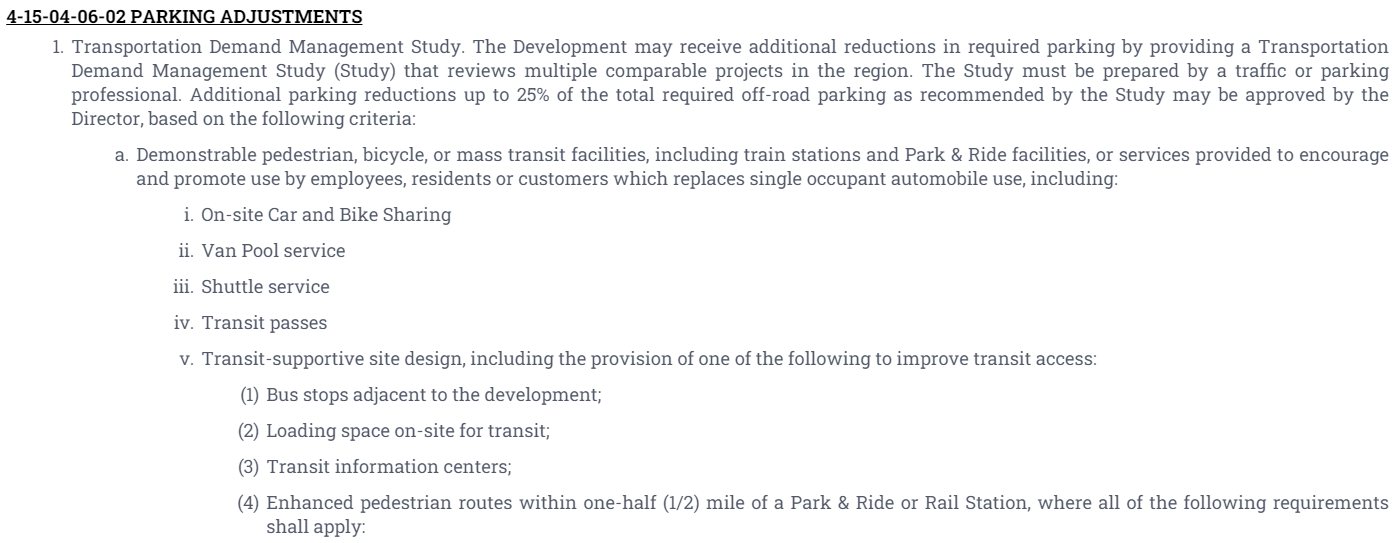 4-15-04-06-02 PARKING ADJUSTMENTS
1. Transportation Demand Management Study. The Development may receive additional reductions in required parking by providing a Transportation
Demand Management Study (Study) that reviews multiple comparable projects in the region. The Study must be prepared by a traffic or parking
professional. Additional parking reductions up to 25% of the total required off-road parking as recommended by the Study may be approved by the
Director, based on the following criteria:
a. Demonstrable pedestrian, bicycle, or mass transit facilities, including train stations and Park & Ride facilities, or services provided to encourage
and promote use by employees, residents or customers which replaces single occupant automobile use, including:
i. On-site Car and Bike Sharing
ii. Van Pool service
iii. Shuttle service
iv. Transit passes
v. Transit-supportive site design, including the provision of one of the following to improve transit access:
(1) Bus stops adjacent to the development;
(2) Loading space on-site for transit;
(3) Transit information centers;
(4) Enhanced pedestrian routes within one-half (1/2) mile of a Park & Ride or Rail Station, where all of the following requirements
shall apply: